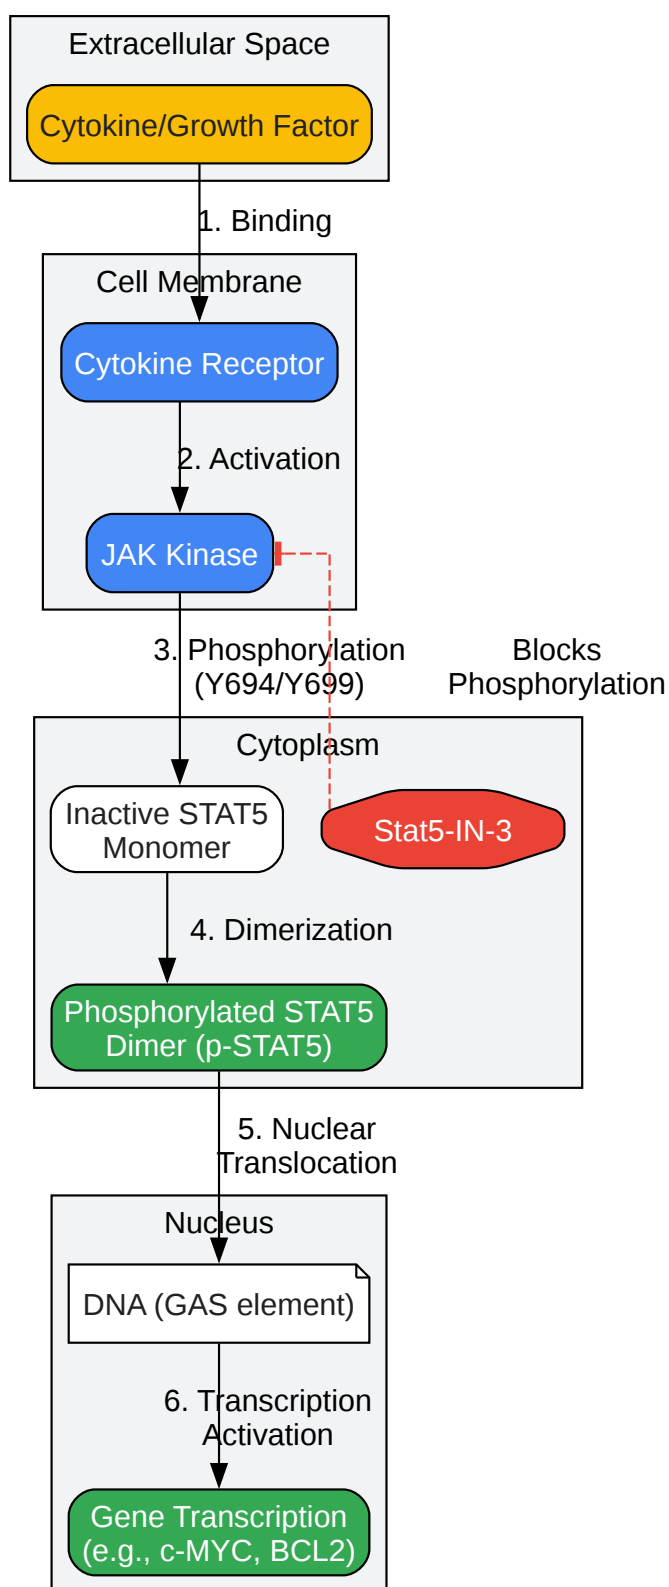 Extracellular Space
Cytokine/Growth Factor
1. Binding
Cell Membrane
Cytokine Receptor
2. Activation
JAK Kinase
3. Phosphorylation
(Y694/Y699)
Blocks
Phosphorylation
Cytoplasm
Inactive STAT5
Monomer
Stat5-IN-3
4. Dimerization
Phosphorylated STAT5
Dimer (p-STAT5)
5. Nuclear
Translocation
Nucleus
DNA (GAS element)
6. Transcription
Activation
Gene Transcription
(e.g., c-MYC, BCL2)